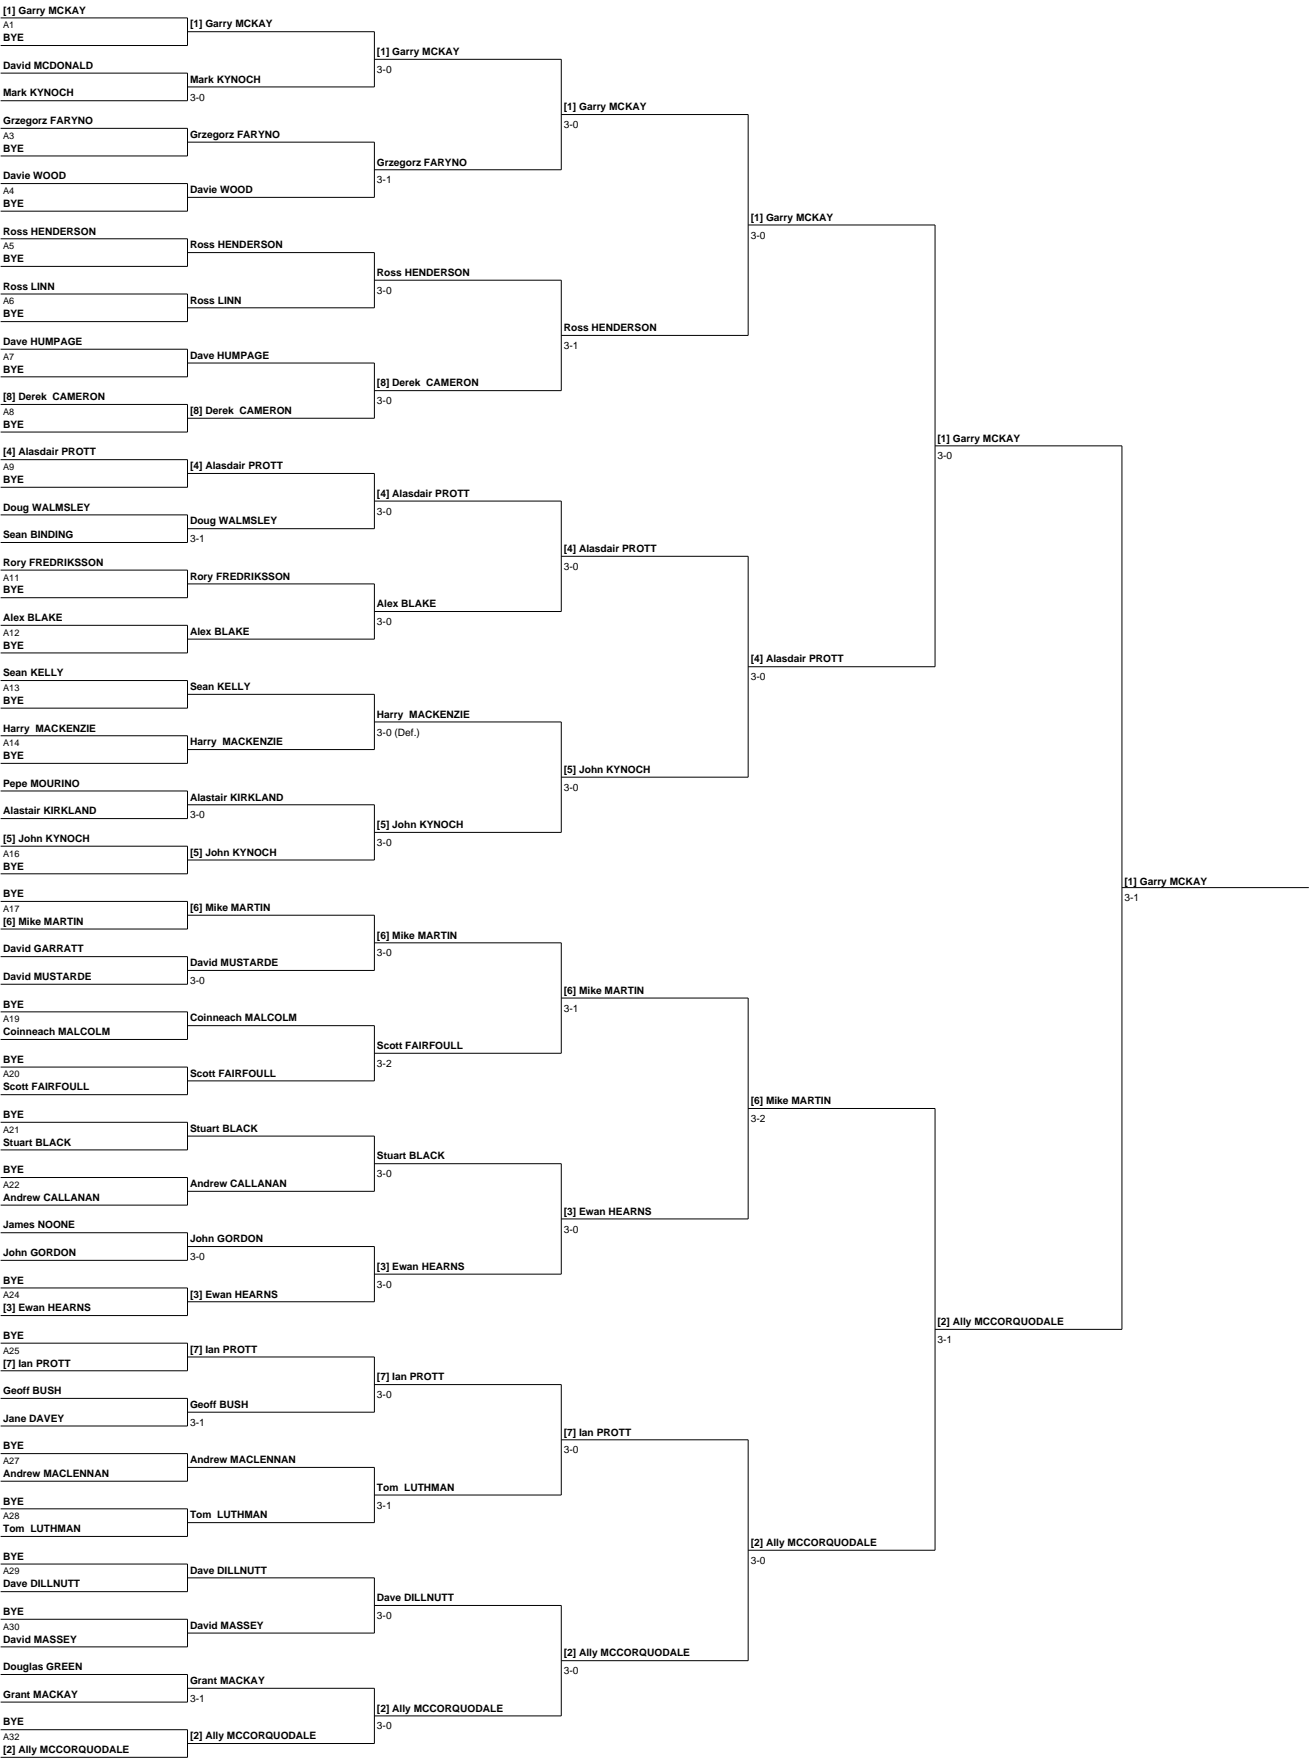 [1] Garry MCKAY
A1
BYE
David MCDONALD
Mark KYNOCH
Grzegorz FARYNO
A3
BYE
Davie WOOD
A4
BYE
Ross HENDERSON
A5
BYE
Ross LINN
A6
BYE
Dave HUMPAGE
A7
BYE
[8] Derek CAMERON
A8
BYE
[4] Alasdair PROTT
A9
BYE
Doug WALMSLEY
Sean BINDING
Rory FREDRIKSSON
A11
BYE
Alex BLAKE
A12
BYE
Sean KELLY
A13
BYE
Harry MACKENZIE
A14
BYE
Pepe MOURINO
Alastair KIRKLAND
[5] John KYNOCH
A16
BYE
BYE
A17
[6] Mike MARTIN
David GARRATT
David MUSTARDE
BYE
A19
Coinneach MALCOLM
BYE
A20
Scott FAIRFOULL
BYE
A21
Stuart BLACK
BYE
A22
Andrew CALLANAN
James NOONE
John GORDON
BYE
A24
[3] Ewan HEARNS
BYE
A25
[7] Ian PROTT
Geoff BUSH
Jane DAVEY
BYE
A27
Andrew MACLENNAN
BYE
A28
Tom LUTHMAN
BYE
A29
Dave DILLNUTT
BYE
A30
David MASSEY
Douglas GREEN
Grant MACKAY
BYE
A32
[2] Ally MCCORQUODALE
[1] Garry MCKAY
Mark KYNOCH
3-0
Grzegorz FARYNO
Davie WOOD
Ross HENDERSON
Ross LINN
Dave HUMPAGE
[8] Derek CAMERON
[4] Alasdair PROTT
Doug WALMSLEY
3-1
Rory FREDRIKSSON
Alex BLAKE
Sean KELLY
Harry MACKENZIE
Alastair KIRKLAND
3-0
[5] John KYNOCH
[6] Mike MARTIN
David MUSTARDE
3-0
Coinneach MALCOLM
Scott FAIRFOULL
Stuart BLACK
Andrew CALLANAN
John GORDON
3-0
[3] Ewan HEARNS
[7] Ian PROTT
Geoff BUSH
3-1
Andrew MACLENNAN
Tom LUTHMAN
Dave DILLNUTT
David MASSEY
Grant MACKAY
3-1
[2] Ally MCCORQUODALE
[1] Garry MCKAY
3-0
Grzegorz FARYNO
3-1
Ross HENDERSON
3-0
[8] Derek CAMERON
3-0
[4] Alasdair PROTT
3-0
Alex BLAKE
3-0
Harry MACKENZIE
3-0 (Def.)
[5] John KYNOCH
3-0
[6] Mike MARTIN
3-0
Scott FAIRFOULL
3-2
Stuart BLACK
3-0
[3] Ewan HEARNS
3-0
[7] Ian PROTT
3-0
Tom LUTHMAN
3-1
Dave DILLNUTT
3-0
[2] Ally MCCORQUODALE
3-0
[1] Garry MCKAY
3-0
Ross HENDERSON
3-1
[4] Alasdair PROTT
3-0
[5] John KYNOCH
3-0
[6] Mike MARTIN
3-1
[3] Ewan HEARNS
3-0
[7] Ian PROTT
3-0
[2] Ally MCCORQUODALE
3-0
[1] Garry MCKAY
3-0
[4] Alasdair PROTT
3-0
[6] Mike MARTIN
3-2
[2] Ally MCCORQUODALE
3-0
[1] Garry MCKAY
3-0
[2] Ally MCCORQUODALE
3-1
[1] Garry MCKAY
3-1